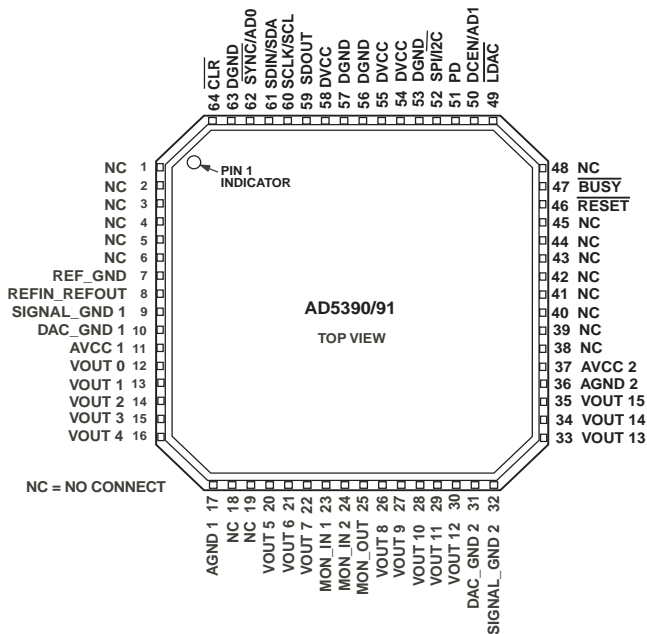 64 CLR
63 DGND
62 SYNC/AD0
61 SDIN/SDA
60 SCLK/SCL
59 SDOUT
58 DVCC
57 DGND
56 DGND
55 DVCC
54 DVCC
53 DGND
52 SPI/I2C
51 PD
50 DCEN/AD1
49 LDAC
NC 1
NC 2
NC 3
NC 4
NC 5
NC 6
REF_GND 7
REFIN_REFOUT 8
SIGNAL_GND 1 9
DAC_GND 1 10
AVCC 1 11
VOUT 0 12
VOUT 1 13
VOUT 2 14
VOUT 3 15
VOUT 4 16
PIN 1
INDICATOR
AD5390/91
TOP VIEW
48 NC
47 BUSY
46 RESET
45 NC
44 NC
43 NC
42 NC
41 NC
40 NC
39 NC
38 NC
37 AVCC 2
36 AGND 2
35 VOUT 15
34 VOUT 14
33 VOUT 13
NC = NO CONNECT
AGND 1 17
NC 18
NC 19
VOUT 5 20
VOUT 6 21
VOUT 7 22
MON_IN 1 23
MON_IN 2 24
MON_OUT 25
VOUT 8 26
VOUT 9 27
VOUT 10 28
VOUT 11 29
VOUT 12 30
DAC_GND 2 31
SIGNAL_GND 2 32